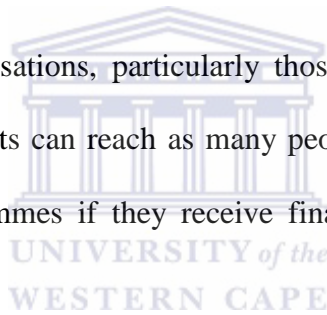 sations, particularly thos
ts can reach as many peo
mmes if they receive fina
UNIVERSITY of the
WESTERN CAPE